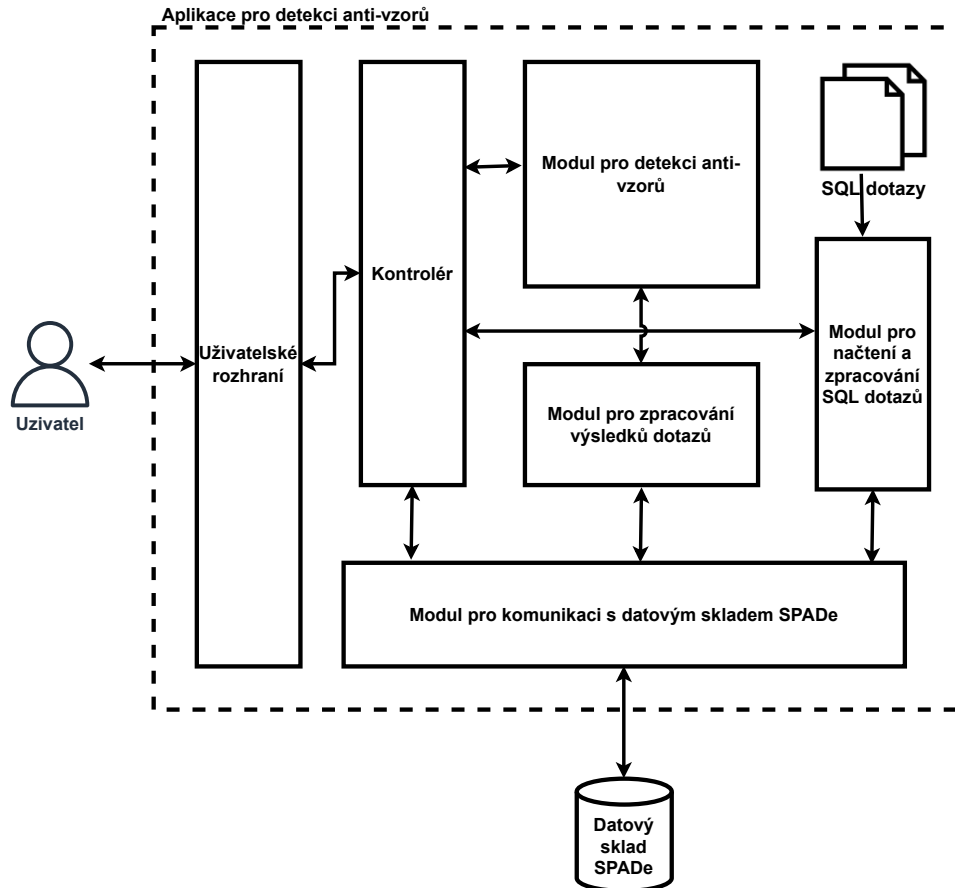 Aplikace pro detekci anti-vzorů
Modul pro detekci anti-
vzorů
SQL dotazy
Kontrolér
Uživatelské
rozhraní
Modul pro
načtení a
zpracování
SQL dotazů
Uzivatel
Modul pro zpracování
výsledků dotazů
Modul pro komunikaci s datovým skladem SPADe
Datový
sklad
SPADe